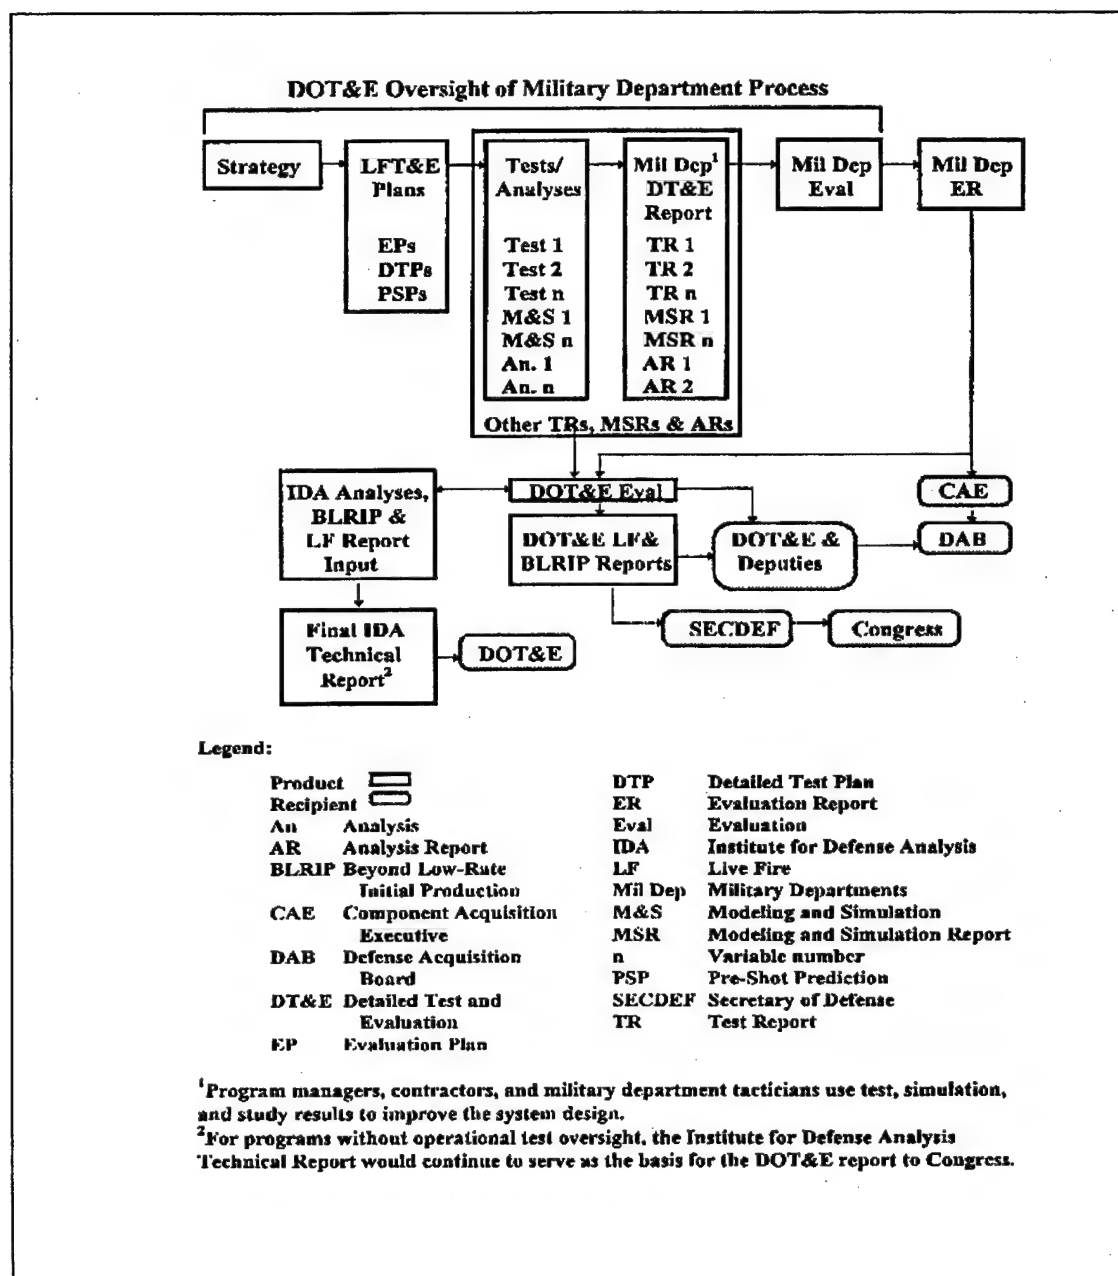 DOT&E Oversight of Military Department Process
Strategy
LFT&E
Plans
EPs
DTPs
PSPs
Tests/
Analyses
Test 1
Test 2
Test n
M&S 1
M&S n
An. 1
An. n
Mil Dep¹
DT&E
Report
TR 1
TR 2
TR n
MSR 1
MSR n
AR 1
AR 2
Other TRs, MSRs & ARs
Mil Dep
Eval
Mil Dep
ER
IDA Analyses,
BLRIP &
LF Report
Input
DOT&E Eval
CAE
DOT&E LF&
BLRIP Reports
DOT&E &
Deputies
DAB
Final IDA
Technical
Report²
DOT&E
SECDEF
Congress
Legend:
Product
Recipient
An Analysis
AR Analysis Report
BLRIP Beyond Low-Rate
Initial Production
CAE Component Acquisition
Executive
DAB Defense Acquisition
Board
DT&E Detailed Test and
Evaluation
EP Evaluation Plan
DTP Detailed Test Plan
ER Evaluation Report
Eval Evaluation
IDA Institute for Defense Analysis
LF Live Fire
Mil Dep Military Departments
M&S Modeling and Simulation
MSR Modeling and Simulation Report
n Variable number
PSP Pre-Shot Prediction
SECDEF Secretary of Defense
TR Test Report
¹Program managers, contractors, and military department tacticians use test, simulation,
and study results to improve the system design.
²For programs without operational test oversight, the Institute for Defense Analysis
Technical Report would continue to serve as the basis for the DOT&E report to Congress.